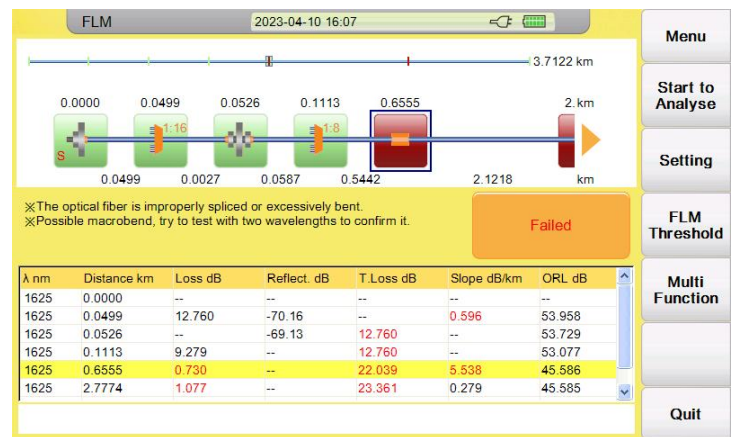 FLM 2023-04-10 16:07
3.7122 km
0.0000 0.0499 0.0526 0.1113 0.6555 2. km
1:16 1:8
S
0.0499 0.0027 0.0587 0.5442 2.1218 km
※The optical fiber is improperly spliced or excessively bent.
※Possible macrobend, try to test with two wavelengths to confirm it.
Failed
λ nm Distance km Loss dB Reflect. dB T.Loss dB Slope dB/km ORL dB
1625 0.0000 -- -- -- -- --
1625 0.0499 12.760 -70.16 -- 0.596 53.958
1625 0.0526 -- -69.13 12.760 -- 53.729
1625 0.1113 9.279 -- 12.760 -- 53.077
1625 0.6555 0.730 -- 22.039 5.538 45.586
1625 2.7774 1.077 -- 23.361 0.279 45.585
Menu
Start to
Analyse
Setting
FLM
Threshold
Multi
Function
Quit